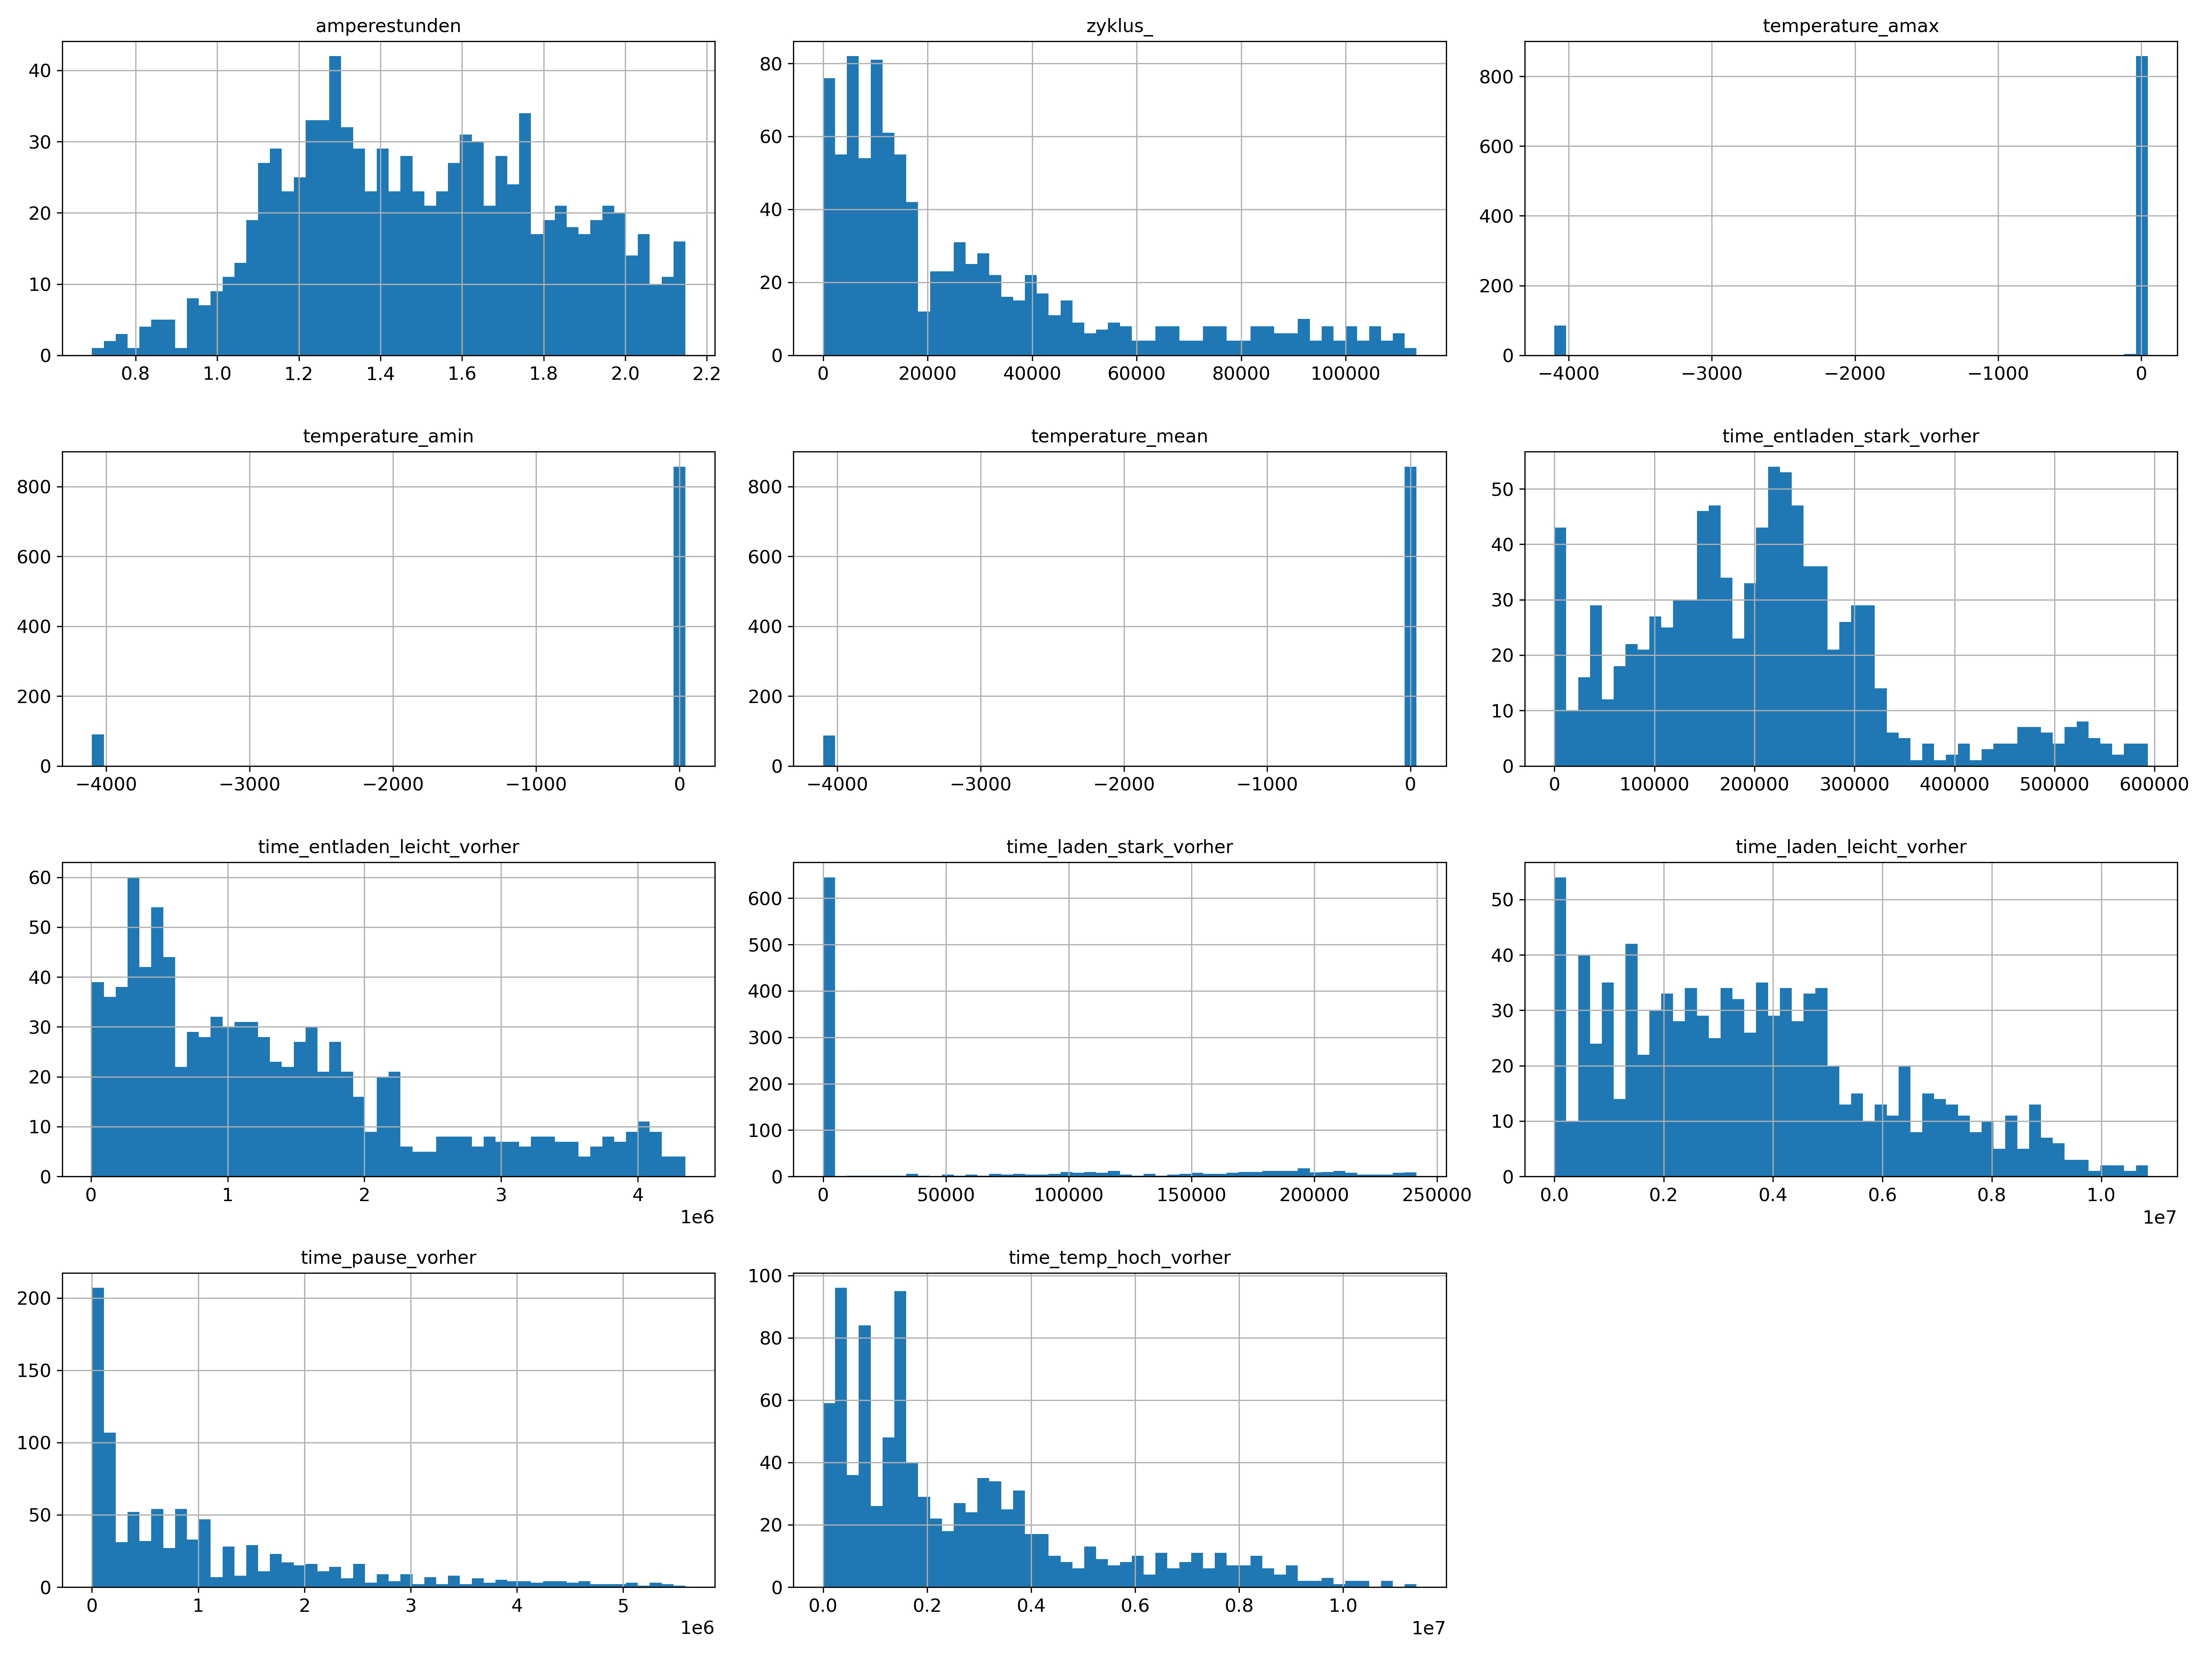 amperestunden
40
30
20
10
0
0.8 1.0 1.2 1.4 1.6 1.8 2.0 2.2
zyklus_
80
60
40
20
0
0 20000 40000 60000 80000 100000
temperature_amax
800
600
400
200
0
−4000 −3000 −2000 −1000 0
temperature_amin
800
600
400
200
0
−4000 −3000 −2000 −1000 0
temperature_mean
800
600
400
200
0
−4000 −3000 −2000 −1000 0
time_entladen_stark_vorher
50
40
30
20
10
0
0 100000 200000 300000 400000 500000 600000
time_entladen_leicht_vorher
60
50
40
30
20
10
0
0 1 2 3 4
1e6
time_laden_stark_vorher
600
500
400
300
200
100
0
0 50000 100000 150000 200000 250000
time_laden_leicht_vorher
50
40
30
20
10
0
0.0 0.2 0.4 0.6 0.8 1.0
1e7
time_pause_vorher
200
150
100
50
0
0 1 2 3 4 5
1e6
time_temp_hoch_vorher
100
80
60
40
20
0
0.0 0.2 0.4 0.6 0.8 1.0
1e7